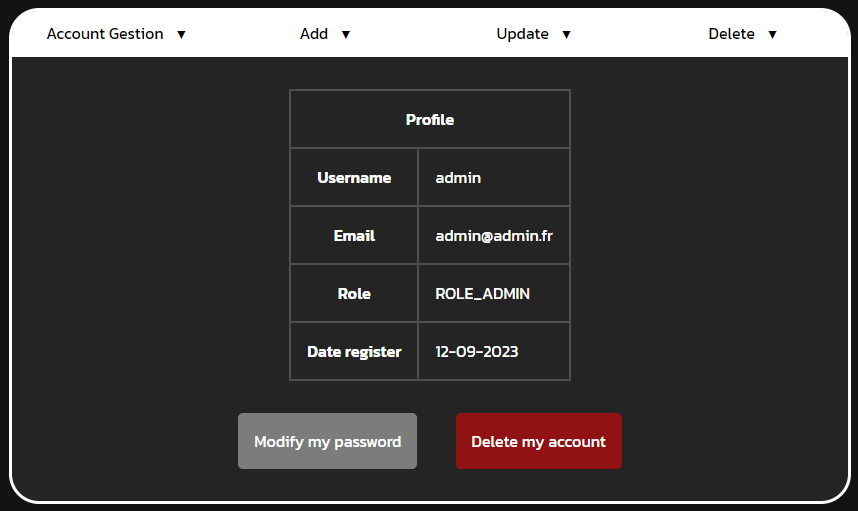 Account Gestion ▼ Add ▼ Update ▼ Delete ▼
Profile
Username admin
Email admin@admin.fr
Role ROLE_ADMIN
Date register 12-09-2023
Modify my password Delete my account